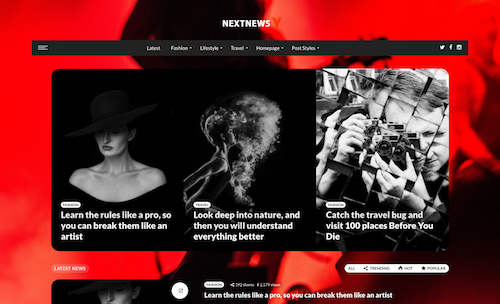 NEXTNEWSY
Latest Fashion Lifestyle Travel Homepage Post Styles
FASHION
Learn the rules like a pro, so
you can break them like an
artist
TRAVEL
Look deep into nature, and
then you will understand
everything better
FASHION
Catch the travel bug and
visit 100 places Before You
Die
LATEST NEWS
ALL TRENDING HOT POPULAR
FASHION 392 shares 2,579 views
Learn the rules like a pro, so you can break them like an artist